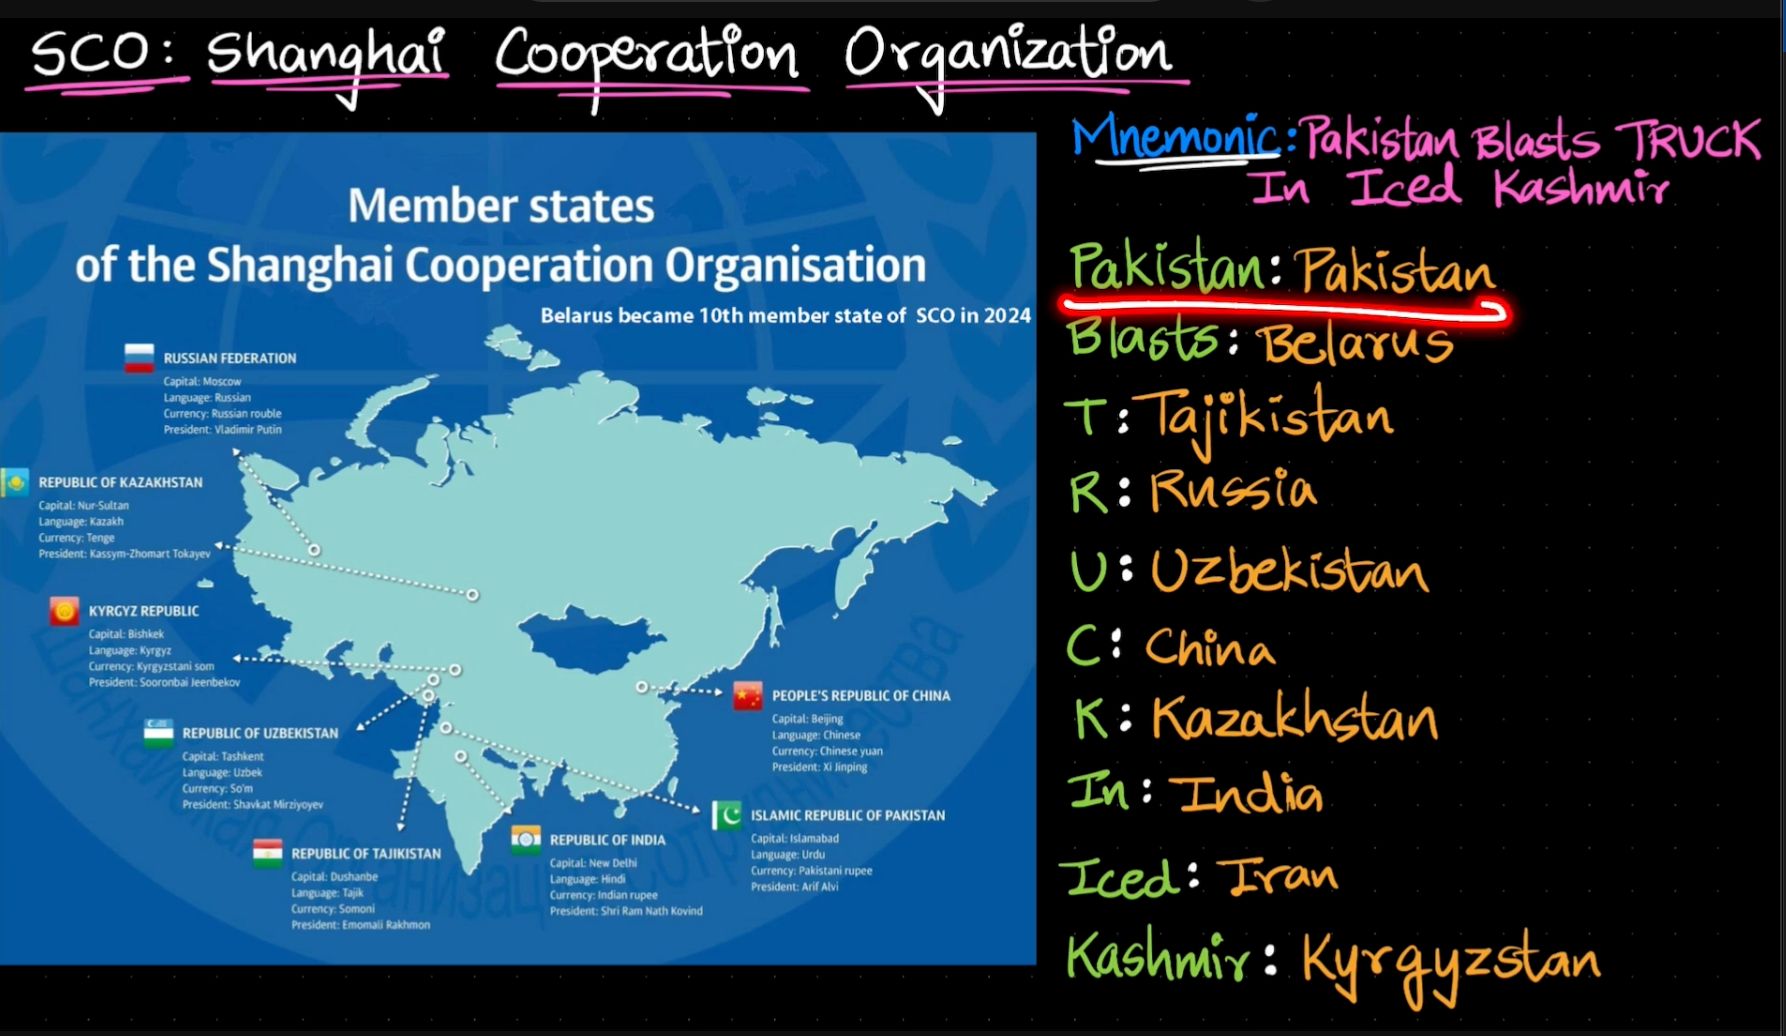 SCO: Shanghai Cooperation Organization
Mnemonic: Pakistan Blasts TRUCK
In Iced Kashmir
Member states
of the Shanghai Cooperation Organisation
Belarus became 10th member state of SCO in 2024
RUSSIAN FEDERATION
Capital: Moscow
Language: Russian
Currency: Russian rouble
President: Vladimir Putin
REPUBLIC OF KAZAKHSTAN
Capital: Nur-Sultan
Language: Kazakh
Currency: Tenge
President: Kassym-Zhomart Tokayev
KYRGYZ REPUBLIC
Capital: Bishkek
Language: Kyrgyz
Currency: Kyrgyzstani som
President: Sooronbai Jeenbekov
REPUBLIC OF UZBEKISTAN
Capital: Tashkent
Language: Uzbek
Currency: So'm
President: Shavkat Mirziyoyev
REPUBLIC OF TAJIKISTAN
Capital: Dushanbe
Language: Tajik
Currency: Somoni
President: Emomali Rakhmon
REPUBLIC OF INDIA
Capital: New Delhi
Language: Hindi
Currency: Indian rupee
President: Shri Ram Nath Kovind
PEOPLE'S REPUBLIC OF CHINA
Capital: Beijing
Language: Chinese
Currency: Chinese yuan
President: Xi Jinping
ISLAMIC REPUBLIC OF PAKISTAN
Capital: Islamabad
Language: Urdu
Currency: Pakistani rupee
President: Arif Alvi
Pakistan: Pakistan
Blasts: Belarus
T: Tajikistan
R: Russia
U: Uzbekistan
C: China
K: Kazakhstan
In: India
Iced: Iran
Kashmir: Kyrgyzstan